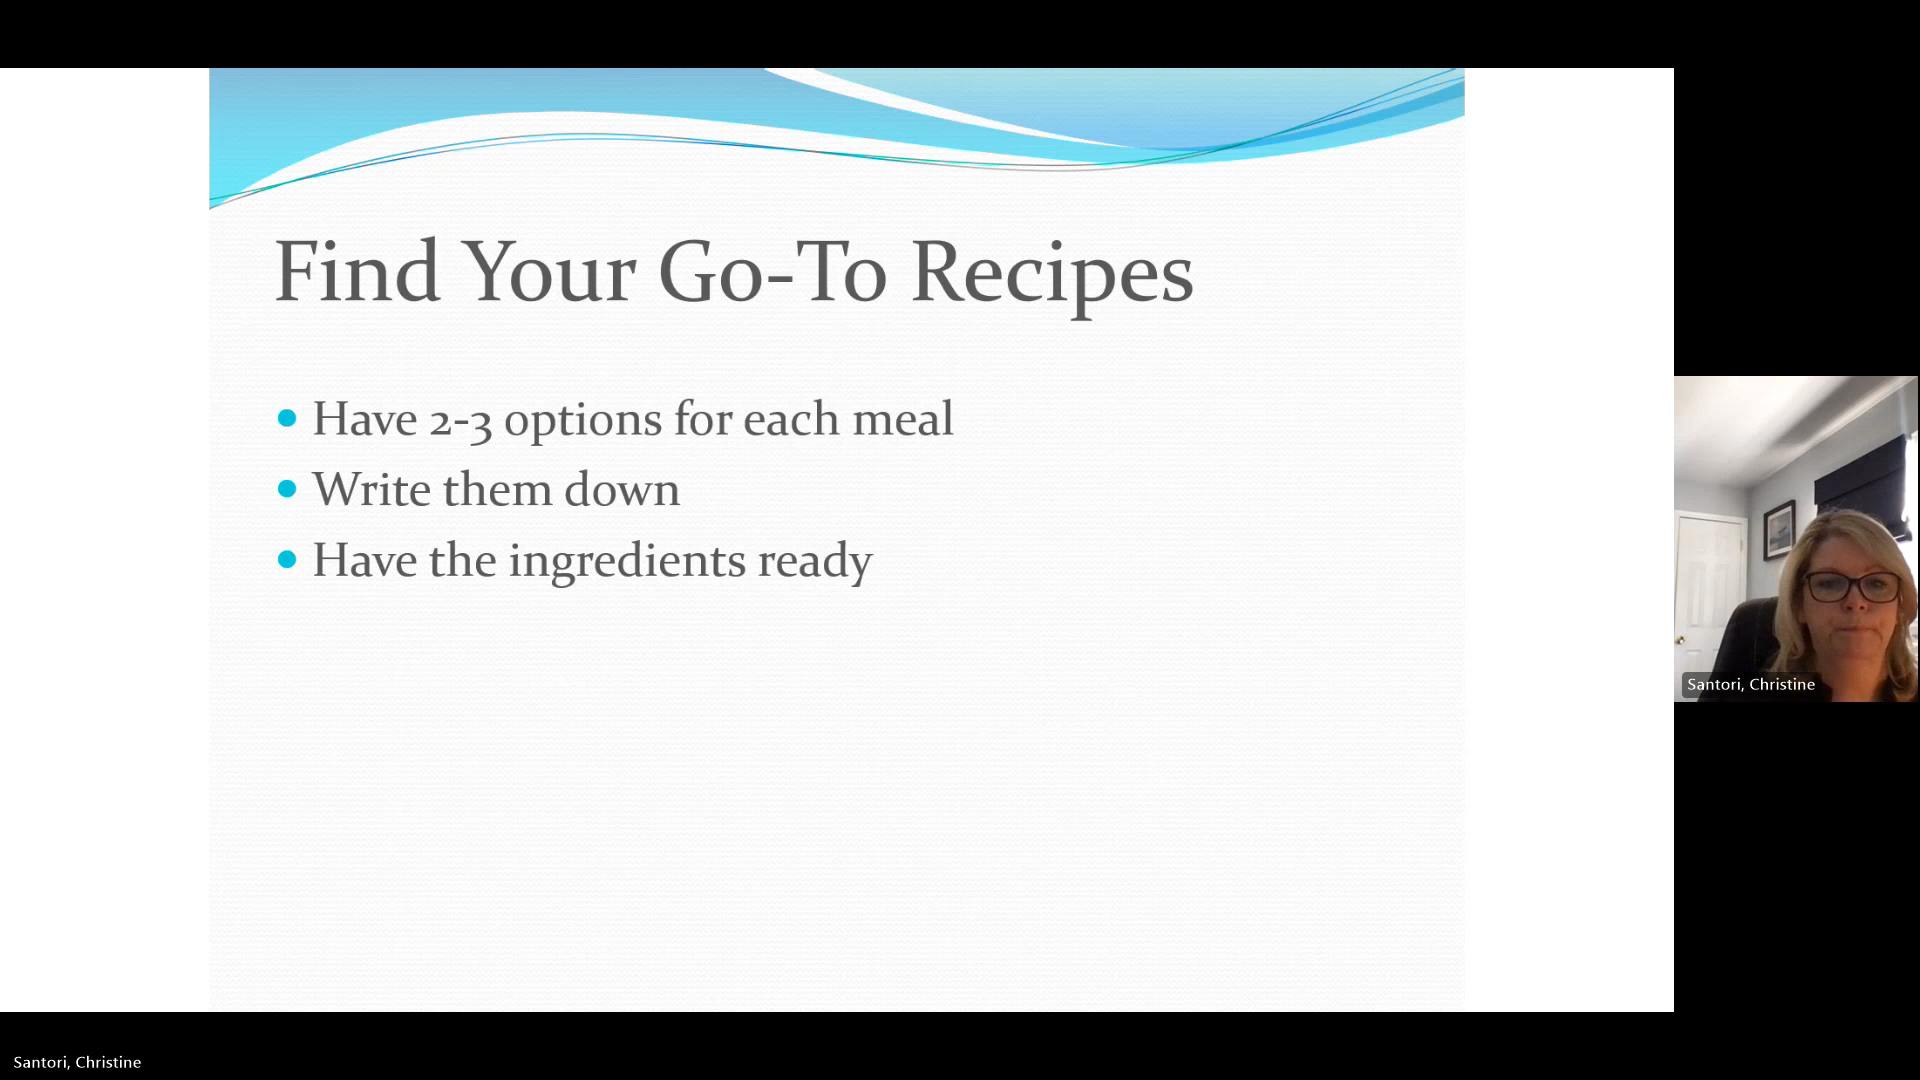 Find Your Go-To Recipes
Have 2-3 options for each meal
Write them down
Have the ingredients ready
Santori, Christine
Santori, Christine